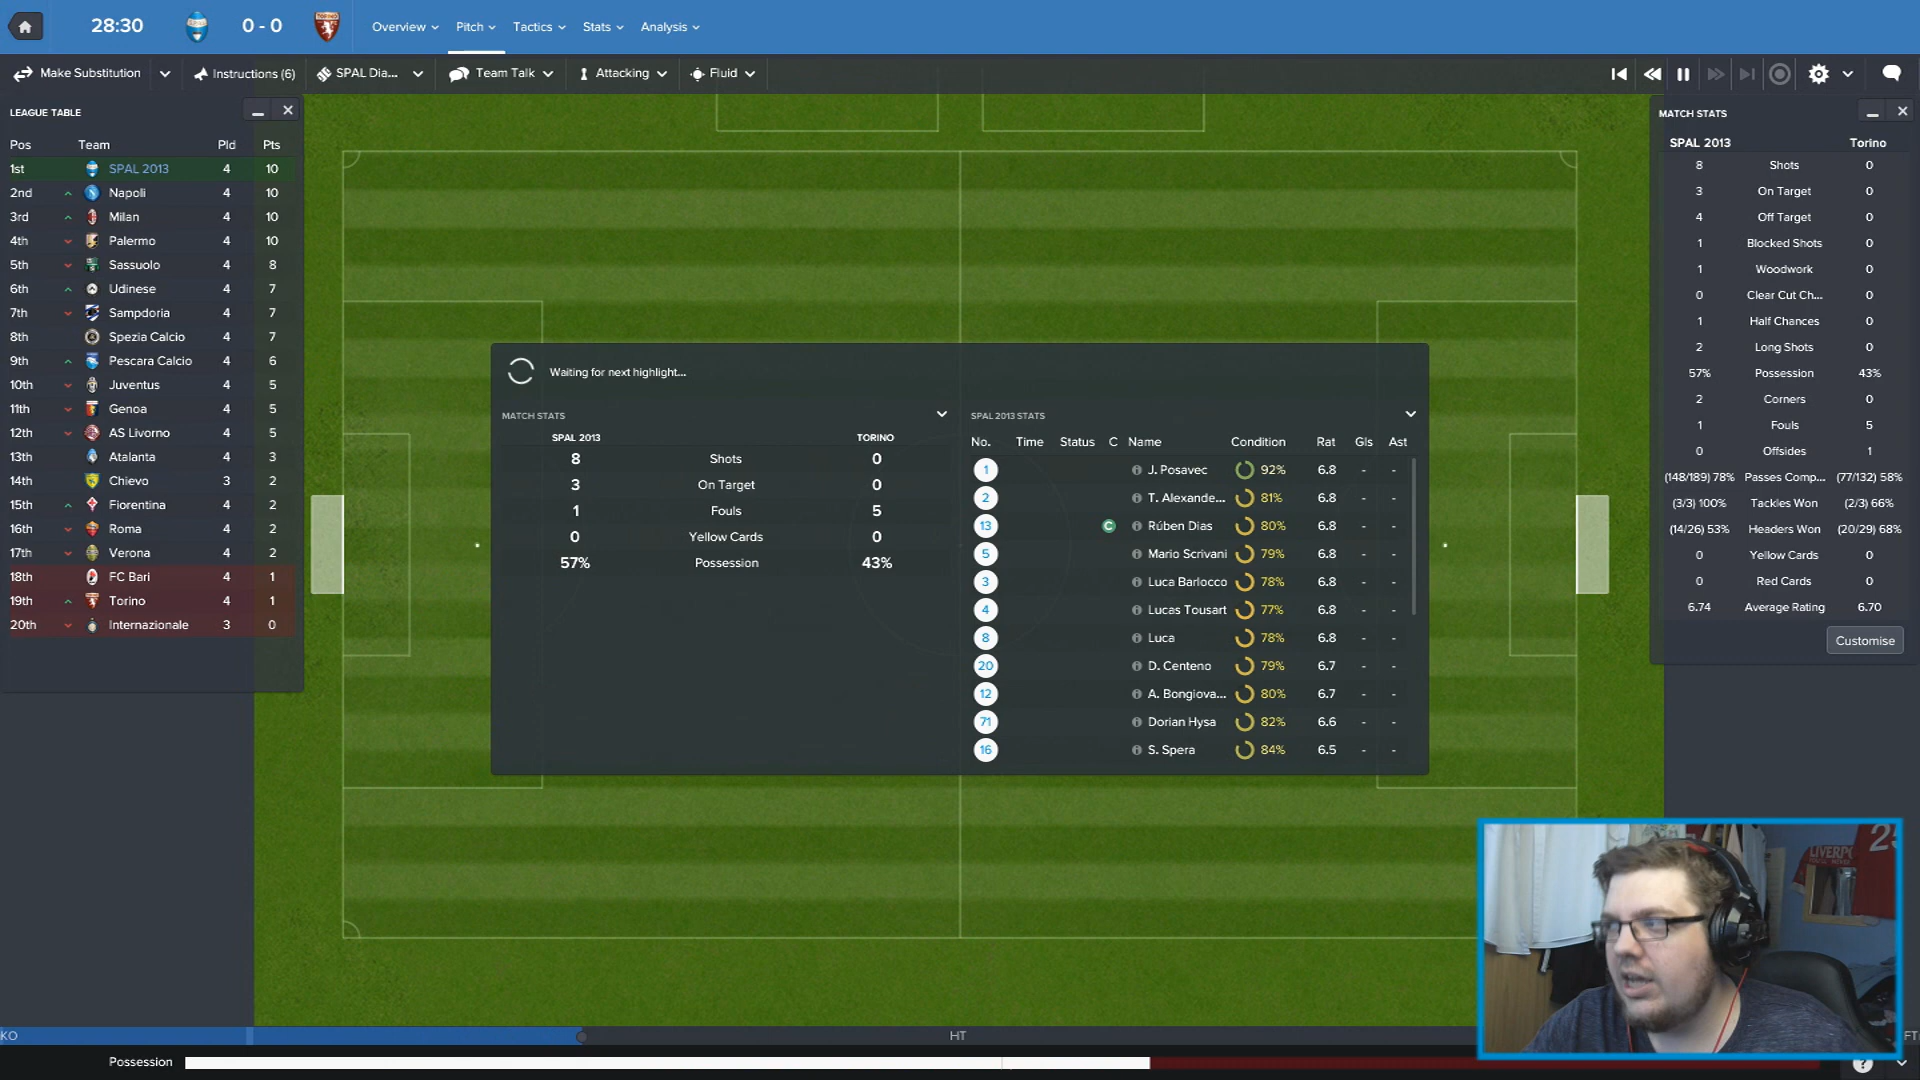 28:30 0 - 0 Overview Pitch Tactics Stats Analysis
Make Substitution Instructions (6) SPAL Dia... Team Talk Attacking Fluid
LEAGUE TABLE
Pos Team Pld Pts
1st SPAL 2013 4 10
2nd Napoli 4 10
3rd Milan 4 10
4th Palermo 4 10
5th Sassuolo 4 8
6th Udinese 4 7
7th Sampdoria 4 7
8th Spezia Calcio 4 7
9th Pescara Calcio 4 6
10th Juventus 4 5
11th Genoa 4 5
12th AS Livorno 4 5
13th Atalanta 4 3
14th Chievo 3 2
15th Fiorentina 4 2
16th Roma 4 2
17th Verona 4 2
18th FC Bari 4 1
19th Torino 4 1
20th Internazionale 3 0
Waiting for next highlight...
MATCH STATS
SPAL 2013 TORINO
8 Shots 0
3 On Target 0
1 Fouls 5
0 Yellow Cards 0
57% Possession 43%
SPAL 2013 STATS
No. Time Status C Name Condition Rat Gls Ast
1 J. Posavec 92% 6.8 - -
2 T. Alexande... 81% 6.8 - -
13 C Rúben Dias 80% 6.8 - -
5 Mario Scrivani 79% 6.8 - -
3 Luca Barlocco 78% 6.8 - -
4 Lucas Tousart 77% 6.8 - -
8 Luca 78% 6.8 - -
20 D. Centeno 79% 6.7 - -
12 A. Bongiova... 80% 6.7 - -
71 Dorian Hysa 82% 6.6 - -
16 S. Spera 84% 6.5 - -
MATCH STATS
SPAL 2013 Torino
8 Shots 0
3 On Target 0
4 Off Target 0
1 Blocked Shots 0
1 Woodwork 0
0 Clear Cut Ch... 0
1 Half Chances 0
2 Long Shots 0
57% Possession 43%
2 Corners 0
1 Fouls 5
0 Offsides 1
(148/189) 78% Passes Comp... (77/132) 58%
(3/3) 100% Tackles Won (2/3) 66%
(14/26) 53% Headers Won (20/29) 68%
0 Yellow Cards 0
0 Red Cards 0
6.74 Average Rating 6.70
Customise
LIVERPO
25
KO HT FT
Possession
?